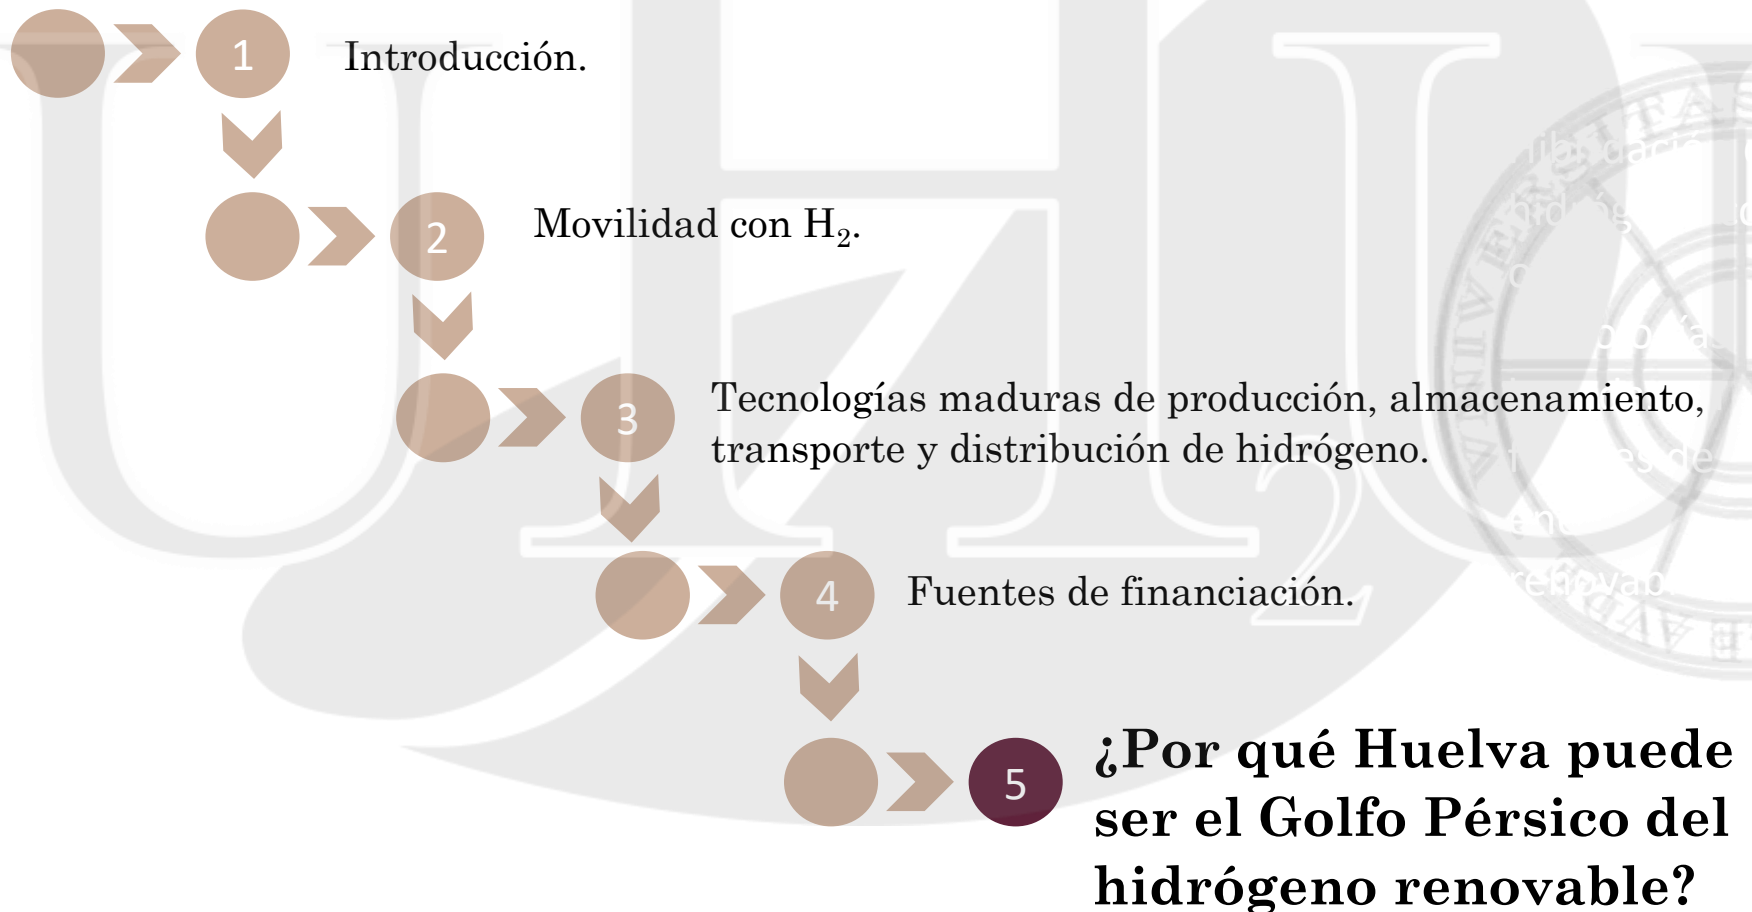 1 Introducción.
2 Movilidad con H₂.
3 Tecnologías maduras de producción, almacenamiento,
transporte y distribución de hidrógeno.
4 Fuentes de financiación.
5 ¿Por qué Huelva puede
ser el Golfo Pérsico del
hidrógeno renovable?
UH₂U